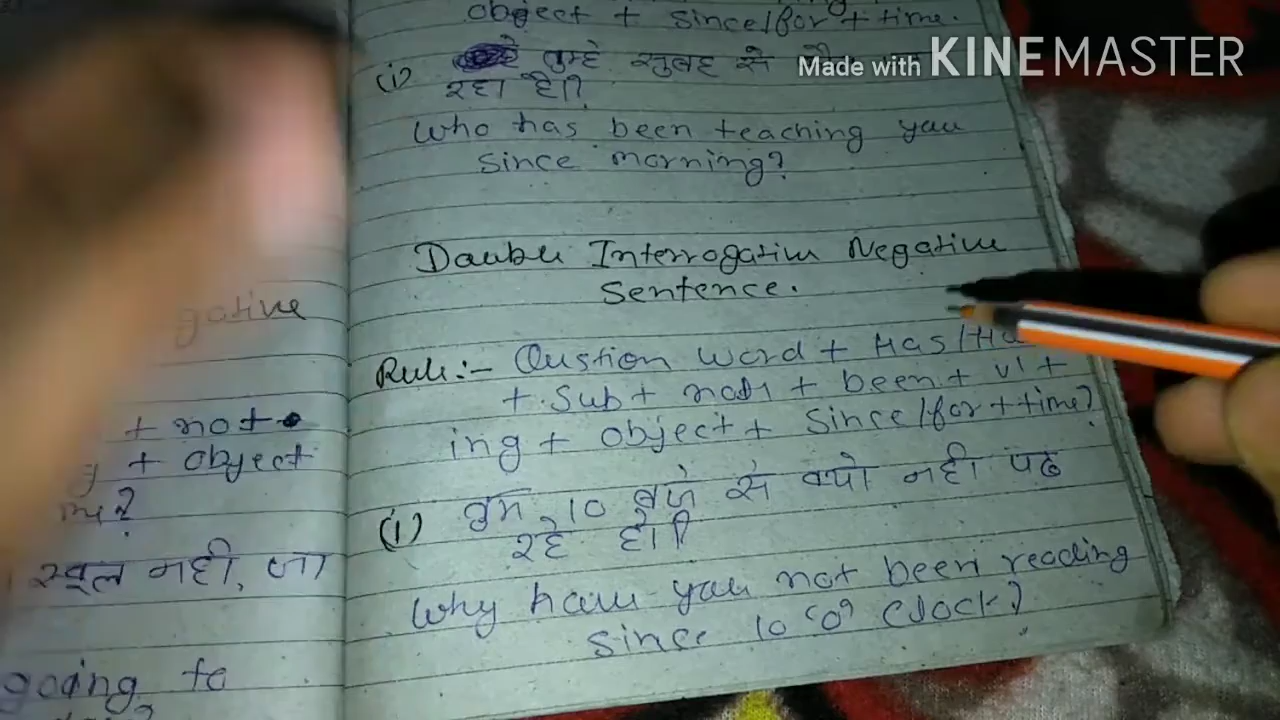 object + since/for + time.
(i) तुम्हे सुबह से
रहा है?
Who has been teaching you
since morning?
Double Interrogative Negative
Sentence.
Rule:- Question word + Has/
+ Sub + not + been + v1 +
ing + object + Since/for + time?
(i) तुम 10 बजे से क्यो नही पढ
रहे हो?
Why have you not been reading
since 10 'o' Clock?
gative
+ not +
+ object
me?
स्कूल नही, जा
going to
Made with KINEMASTER